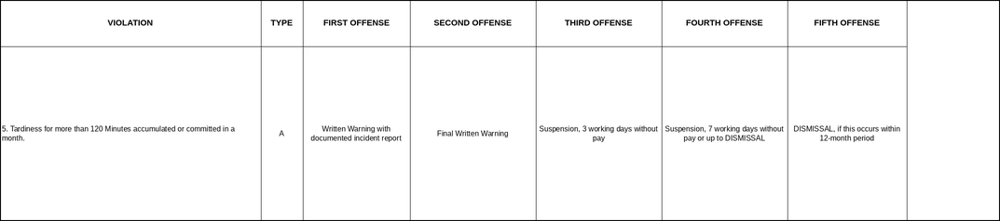 VIOLATION
TYPE
FIRST OFFENSE
SECOND OFFENSE
THIRD OFFENSE
FOURTH OFFENSE
FIFTH OFFENSE
5. Tardiness for more than 120 Minutes accumulated or committed in a
month.
A
Written Warning with
documented incident report
Final Written Warning
Suspension, 3 working days without
pay
Suspension, 7 working days without
pay or up to DISMISSAL
DISMISSAL, if this occurs within
12-month period